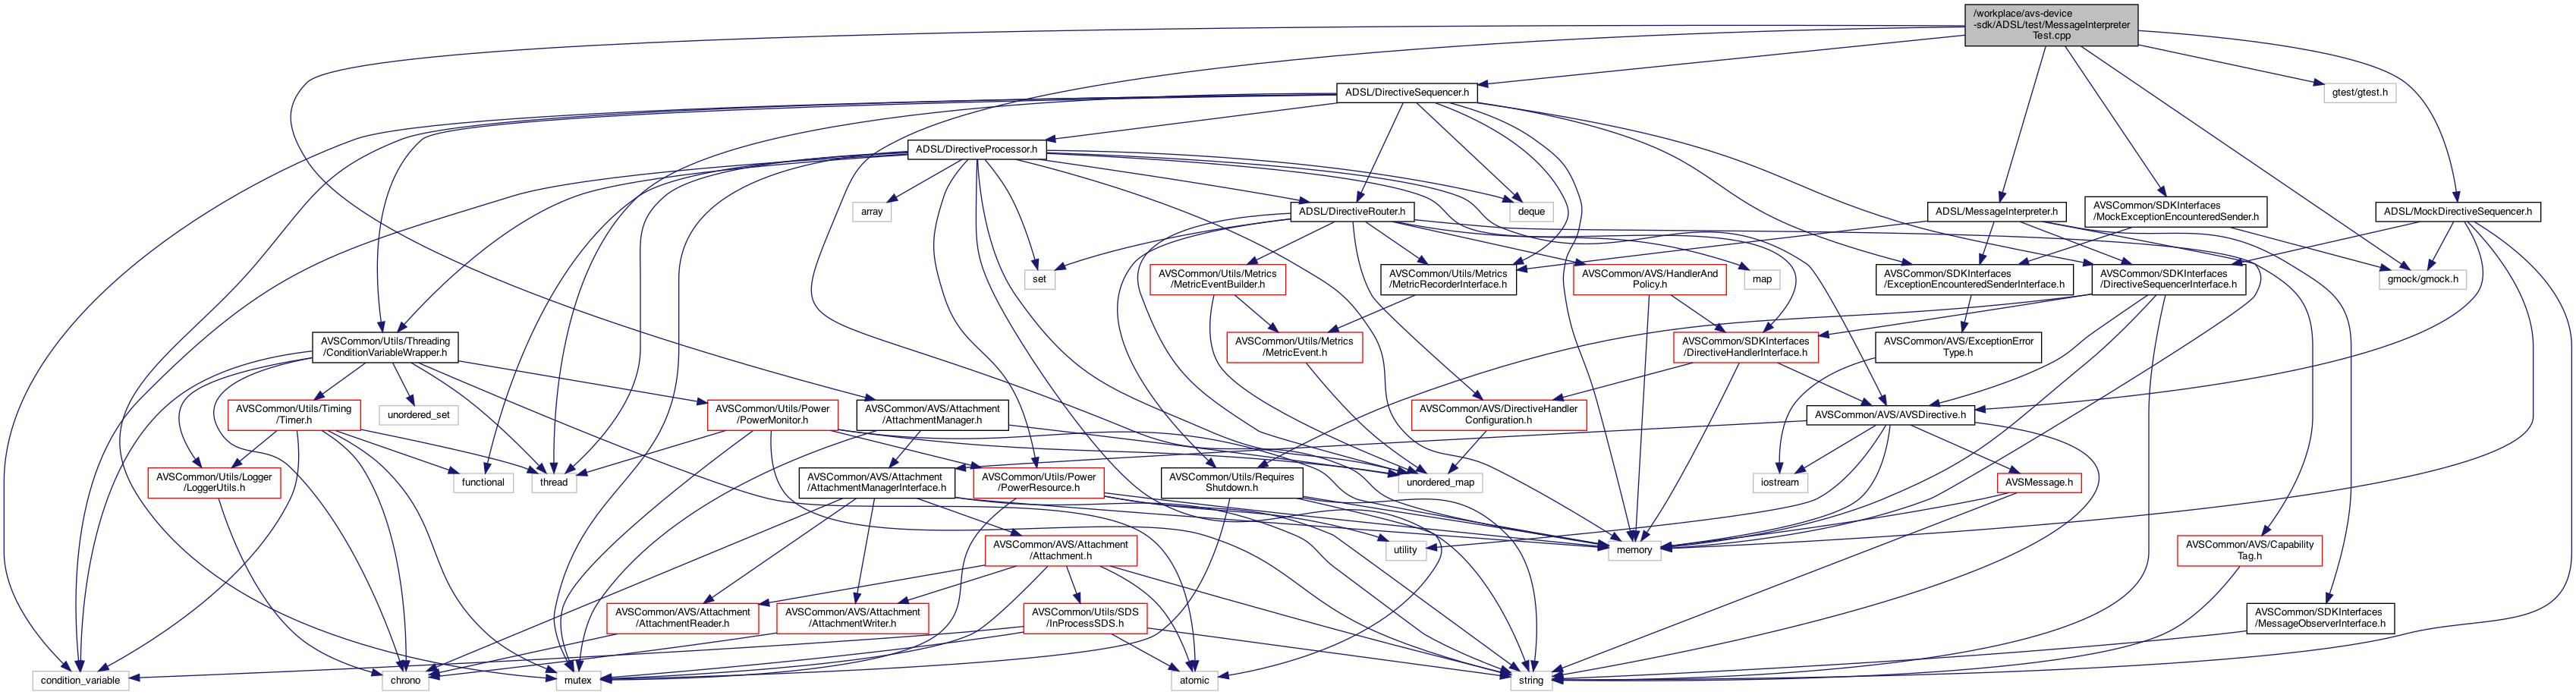 /workplace/avs-device
-sdk/ADSL/test/MessageInterpreter
Test.cpp
ADSL/DirectiveSequencer.h
gtest/gtest.h
ADSL/DirectiveProcessor.h
array
deque
ADSL/DirectiveRouter.h
ADSL/MessageInterpreter.h
AVSCommon/SDKInterfaces
/MockExceptionEncounteredSender.h
ADSL/MockDirectiveSequencer.h
set
AVSCommon/Utils/Metrics
/MetricEventBuilder.h
AVSCommon/Utils/Metrics
/MetricRecorderInterface.h
AVSCommon/AVS/HandlerAnd
Policy.h
map
AVSCommon/SDKInterfaces
/ExceptionEncounteredSenderInterface.h
AVSCommon/SDKInterfaces
/DirectiveSequencerInterface.h
gmock/gmock.h
AVSCommon/Utils/Threading
/ConditionVariableWrapper.h
AVSCommon/Utils/Metrics
/MetricEvent.h
AVSCommon/SDKInterfaces
/DirectiveHandlerInterface.h
AVSCommon/AVS/ExceptionError
Type.h
AVSCommon/Utils/Timing
/Timer.h
unordered_set
AVSCommon/Utils/Power
/PowerMonitor.h
AVSCommon/AVS/Attachment
/AttachmentManager.h
AVSCommon/AVS/DirectiveHandler
Configuration.h
AVSCommon/AVS/AVSDirective.h
AVSCommon/Utils/Logger
/LoggerUtils.h
functional
thread
AVSCommon/AVS/Attachment
/AttachmentManagerInterface.h
AVSCommon/Utils/Power
/PowerResource.h
AVSCommon/Utils/Requires
Shutdown.h
unordered_map
iostream
AVSMessage.h
AVSCommon/AVS/Attachment
/Attachment.h
utility
memory
AVSCommon/AVS/Capability
Tag.h
AVSCommon/AVS/Attachment
/AttachmentReader.h
AVSCommon/AVS/Attachment
/AttachmentWriter.h
AVSCommon/Utils/SDS
/InProcessSDS.h
AVSCommon/SDKInterfaces
/MessageObserverInterface.h
condition_variable
chrono
mutex
atomic
string